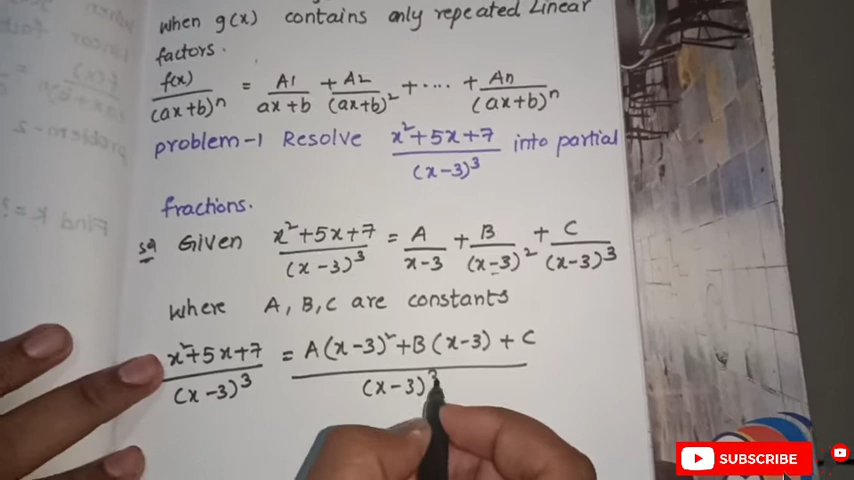 when g(x) contains only repeated Linear
factors.
f(x)/(ax+b)^n = A1/ax+b + A2/(ax+b)^2 + .... + An/(ax+b)^n
problem-1 Resolve x^2+5x+7/(x-3)^3 into partial
fractions.
Given x^2+5x+7/(x-3)^3 = A/x-3 + B/(x-3)^2 + C/(x-3)^3
where A, B, C are constants
x^2+5x+7/(x-3)^3 = A(x-3)^2+B(x-3)+C/(x-3)^3
Find K=?
SUBSCRIBE